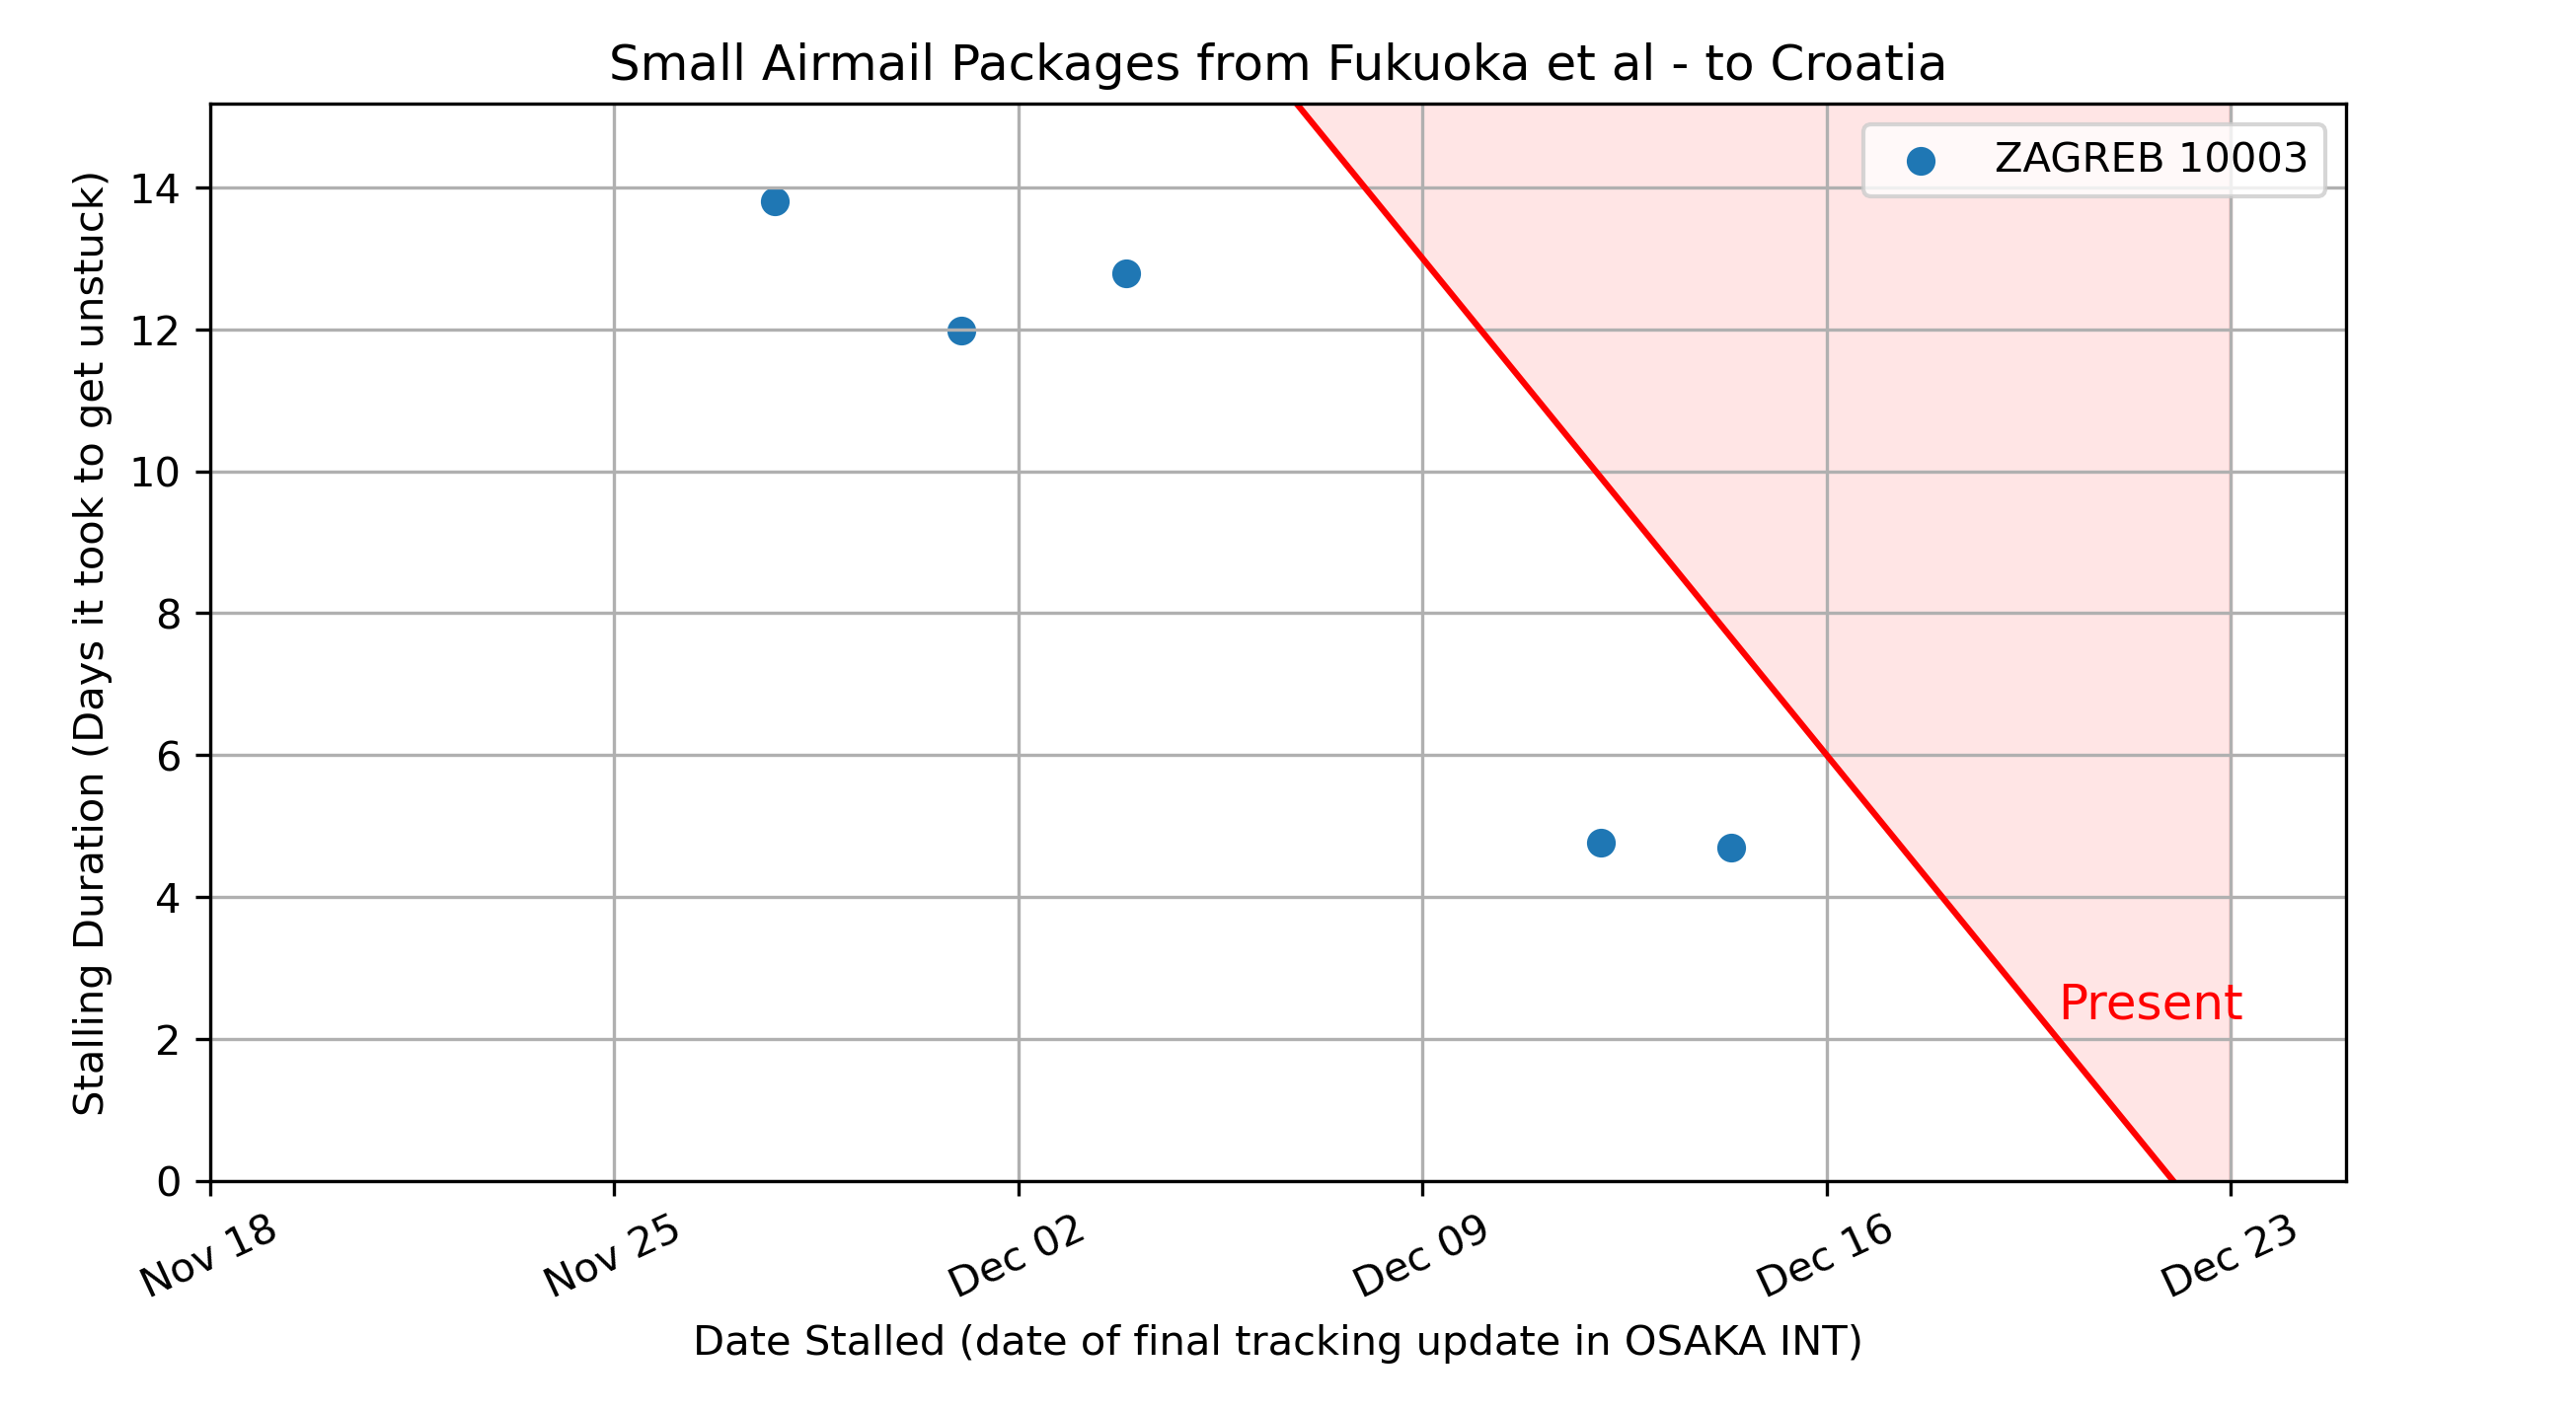 Small Airmail Packages from Fukuoka et al - to Croatia
ZAGREB 10003
Stalling Duration (Days it took to get unstuck)
14
12
10
8
6
4
2
0
Present
Nov 18
Nov 25
Dec 02
Dec 09
Dec 16
Dec 23
Date Stalled (date of final tracking update in OSAKA INT)